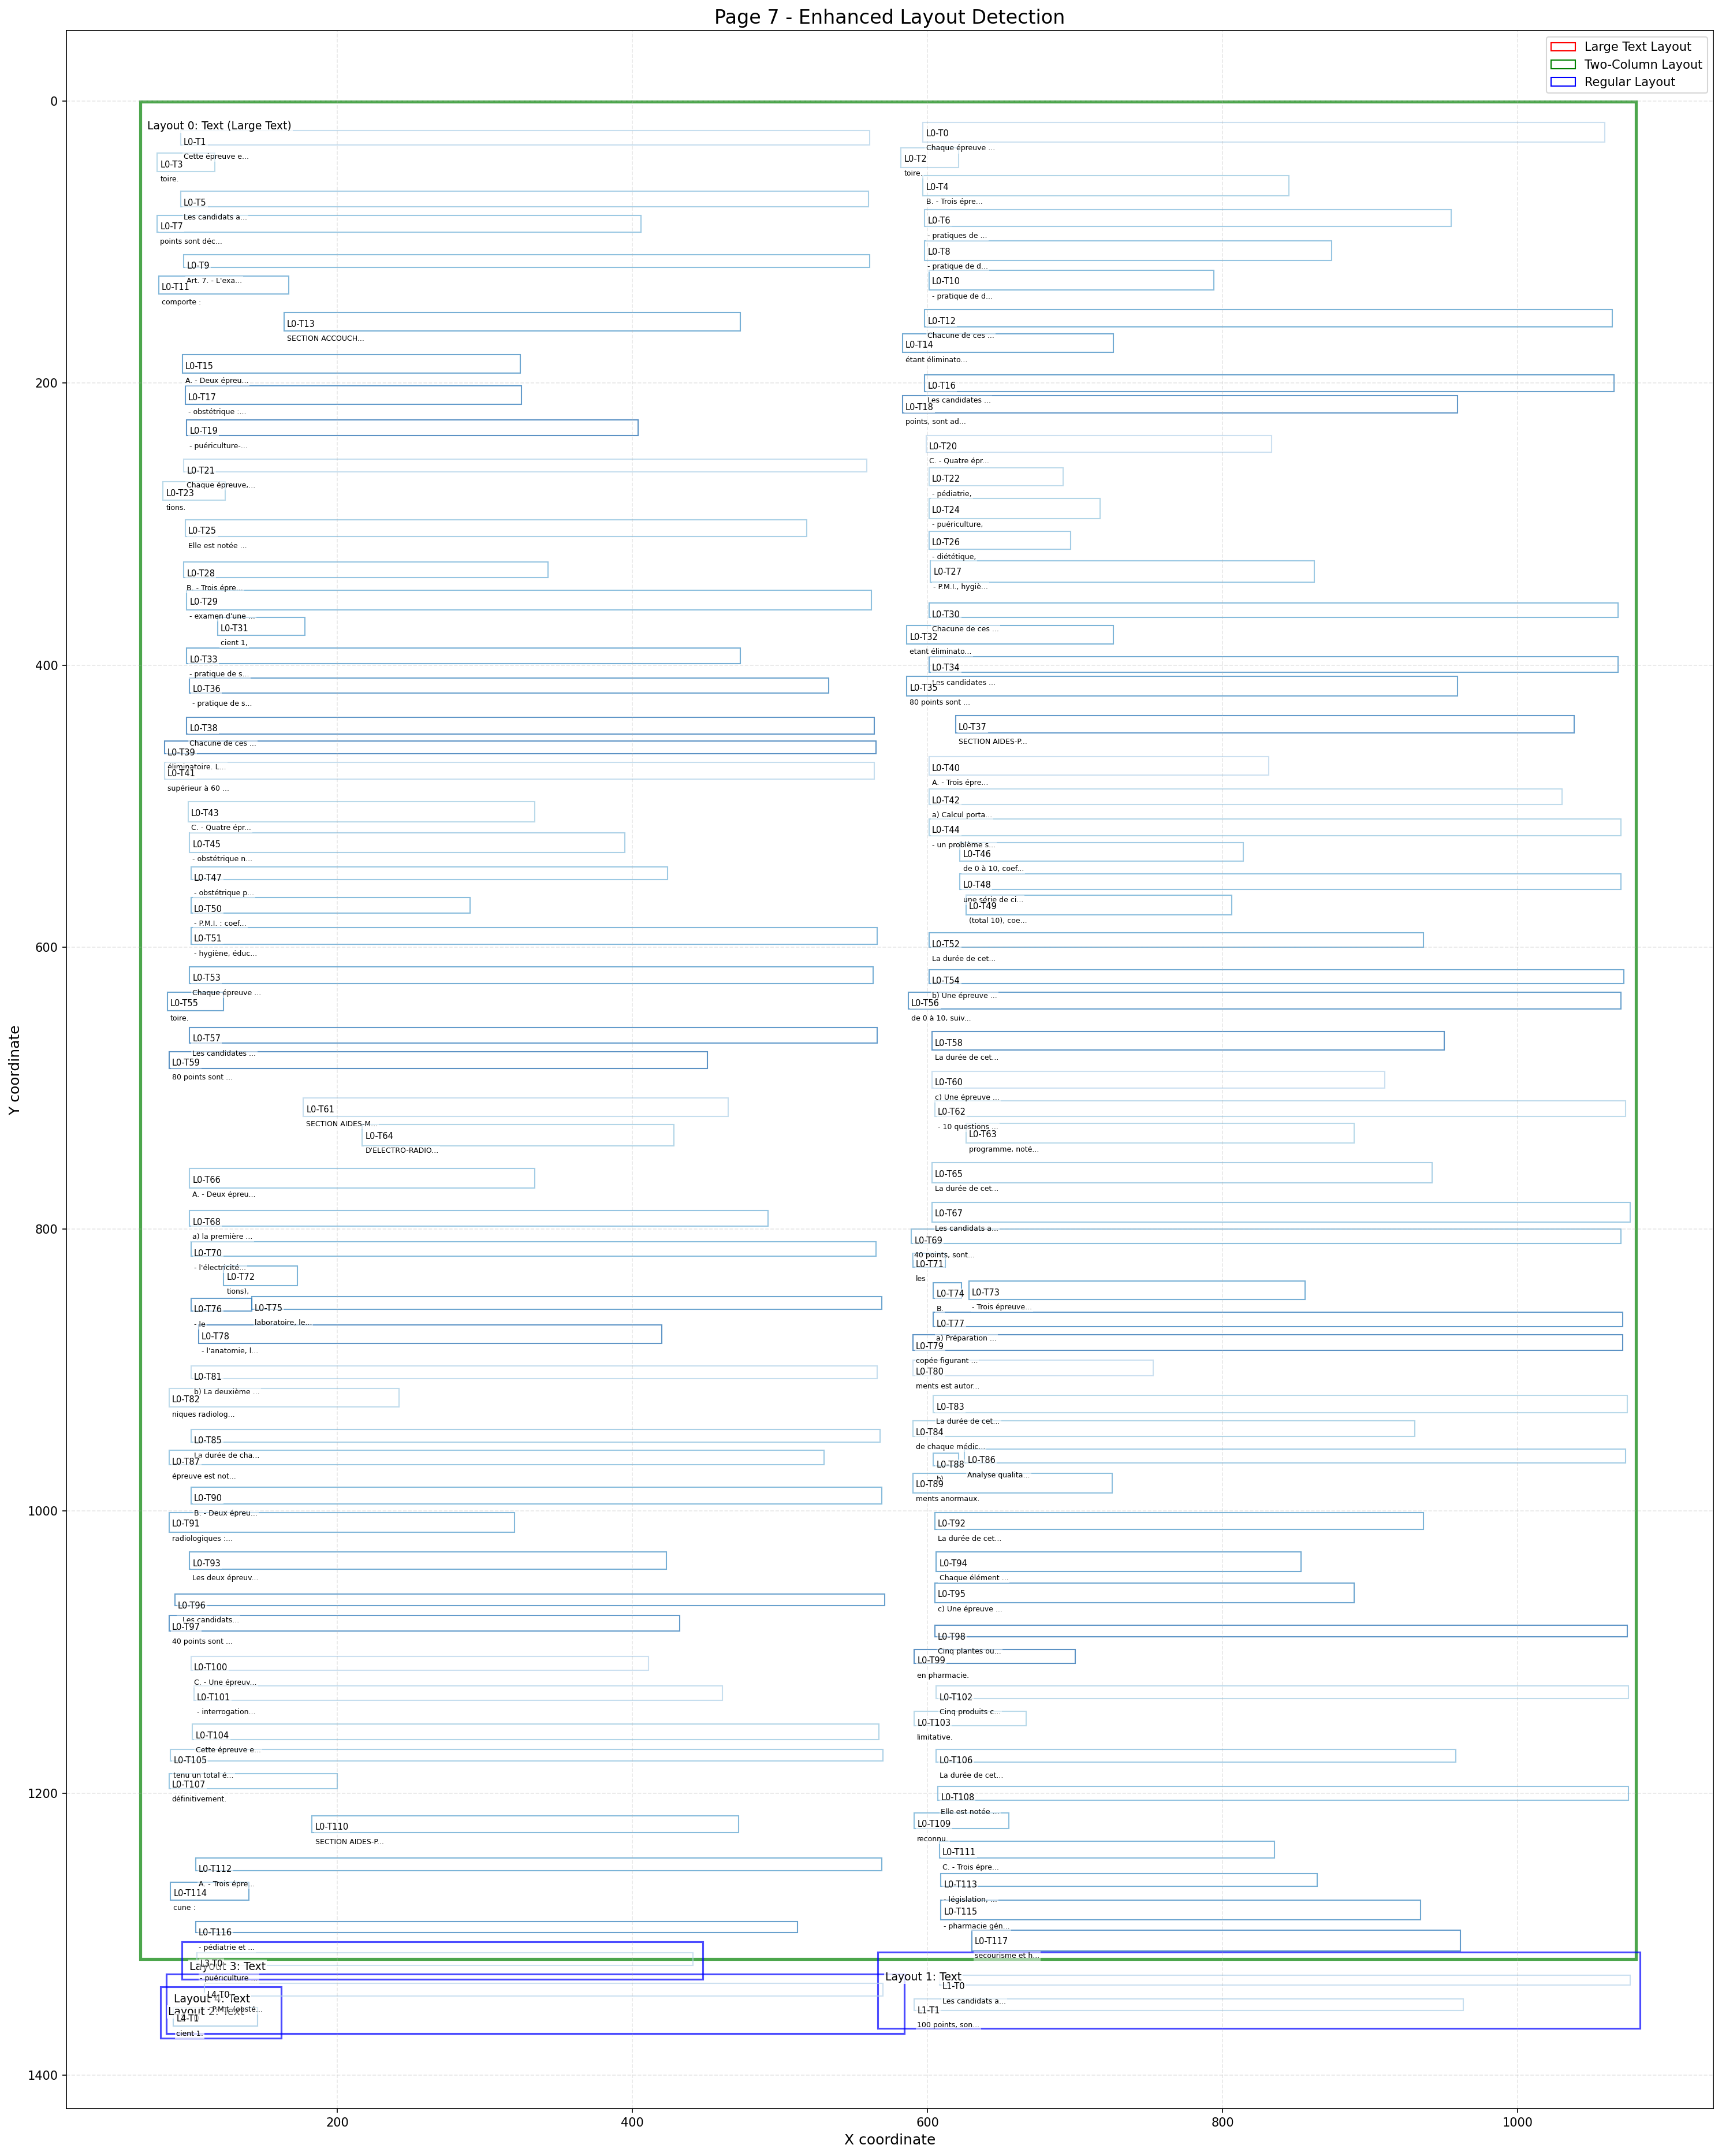 Page 7 - Enhanced Layout Detection
Large Text Layout
Two-Column Layout
Regular Layout
Y coordinate
0
200
400
600
800
1000
1200
1400
Layout 0: Text (Large Text)
L0-T1
Cette épreuve e...
L0-T3
toire.
L0-T5
Les candidats a...
L0-T7
points sont déc...
L0-T9
Art. 7. - L'exa...
L0-T11
comporte :
L0-T13
SECTION ACCOUCH...
L0-T15
A. - Deux épreu...
L0-T17
- obstétrique :...
L0-T19
- puériculture-...
L0-T21
Chaque épreuve,...
L0-T23
tions.
L0-T25
Elle est notée ...
L0-T28
B. - Trois épre...
L0-T29
- examen d'une ...
L0-T31
cient 1,
L0-T33
- pratique de s...
L0-T36
- pratique de s...
L0-T38
Chacune de ces ...
L0-T39
éliminatoire. L...
L0-T41
supérieur à 60 ...
L0-T43
C. - Quatre épr...
L0-T45
- obstétrique n...
L0-T47
- obstétrique p...
L0-T50
- P.M.I. : coef...
L0-T51
- hygiène, éduc...
L0-T53
Chaque épreuve ...
L0-T55
toire.
L0-T57
Les candidates ...
L0-T59
80 points sont ...
L0-T61
SECTION AIDES-M...
L0-T64
D'ELECTRO-RADIO...
L0-T66
A. - Deux épreu...
L0-T68
a) la première ...
L0-T70
- l'électricité...
L0-T72
tions),
L0-T76
- le
L0-T75
laboratoire, le...
L0-T78
- l'anatomie, l...
L0-T81
b) La deuxième ...
L0-T82
niques radiolog...
L0-T85
La durée de cha...
L0-T87
épreuve est not...
L0-T90
B. - Deux épreu...
L0-T91
radiologiques :...
L0-T93
Les deux épreuv...
L0-T96
Les candidats...
L0-T97
40 points sont ...
L0-T100
C. - Une épreuv...
L0-T101
- interrogation...
L0-T104
Cette épreuve e...
L0-T105
tenu un total é...
L0-T107
définitivement.
L0-T110
SECTION AIDES-P...
L0-T112
A. - Trois épre...
L0-T114
cune :
L0-T116
- pédiatrie et ...
L3-T0
Layout 3: Text
- puériculture ...
L4-T0
Layout 4: Text
- P.M.I. (obsté...
Layout 2: Text
L4-T1
cient 1.
L0-T0
Chaque épreuve ...
L0-T2
toire.
L0-T4
B. - Trois épre...
L0-T6
- pratiques de ...
L0-T8
- pratique de d...
L0-T10
- pratique de d...
L0-T12
Chacune de ces ...
L0-T14
étant éliminato...
L0-T16
Les candidates ...
L0-T18
points, sont ad...
L0-T20
C. - Quatre épr...
L0-T22
- pédiatrie,
L0-T24
- puériculture,
L0-T26
- diététique,
L0-T27
- P.M.I., hygiè...
L0-T30
Chacune de ces ...
L0-T32
etant éliminato...
L0-T34
Les candidates ...
L0-T35
80 points sont ...
L0-T37
SECTION AIDES-P...
L0-T40
A. - Trois épre...
L0-T42
a) Calcul porta...
L0-T44
- un problème s...
L0-T46
de 0 à 10, coef...
L0-T48
une série de ci...
L0-T49
(total 10), coe...
L0-T52
La durée de cet...
L0-T54
b) Une épreuve ...
L0-T56
de 0 à 10, suiv...
L0-T58
La durée de cet...
L0-T60
c) Une épreuve ...
L0-T62
- 10 questions ...
L0-T63
programme, noté...
L0-T65
La durée de cet...
L0-T67
Les candidats a...
L0-T69
40 points, sont...
L0-T71
les
L0-T74
B.
L0-T73
- Trois épreuve...
L0-T77
a) Préparation ...
L0-T79
copée figurant ...
L0-T80
ments est autor...
L0-T83
La durée de cet...
L0-T84
de chaque médic...
L0-T88
b)
L0-T86
Analyse qualita...
L0-T89
ments anormaux.
L0-T92
La durée de cet...
L0-T94
Chaque élément ...
L0-T95
c) Une épreuve ...
L0-T98
Cinq plantes ou...
L0-T99
en pharmacie.
L0-T102
Cinq produits c...
L0-T103
limitative.
L0-T106
La durée de cet...
L0-T108
Elle est notée ...
L0-T109
reconnu.
L0-T111
C. - Trois épre...
L0-T113
- législation, ...
L0-T115
- pharmacie gén...
L0-T117
secourisme et h...
Layout 1: Text
L1-T0
Les candidats a...
L1-T1
100 points, son...
200
400
600
800
1000
X coordinate